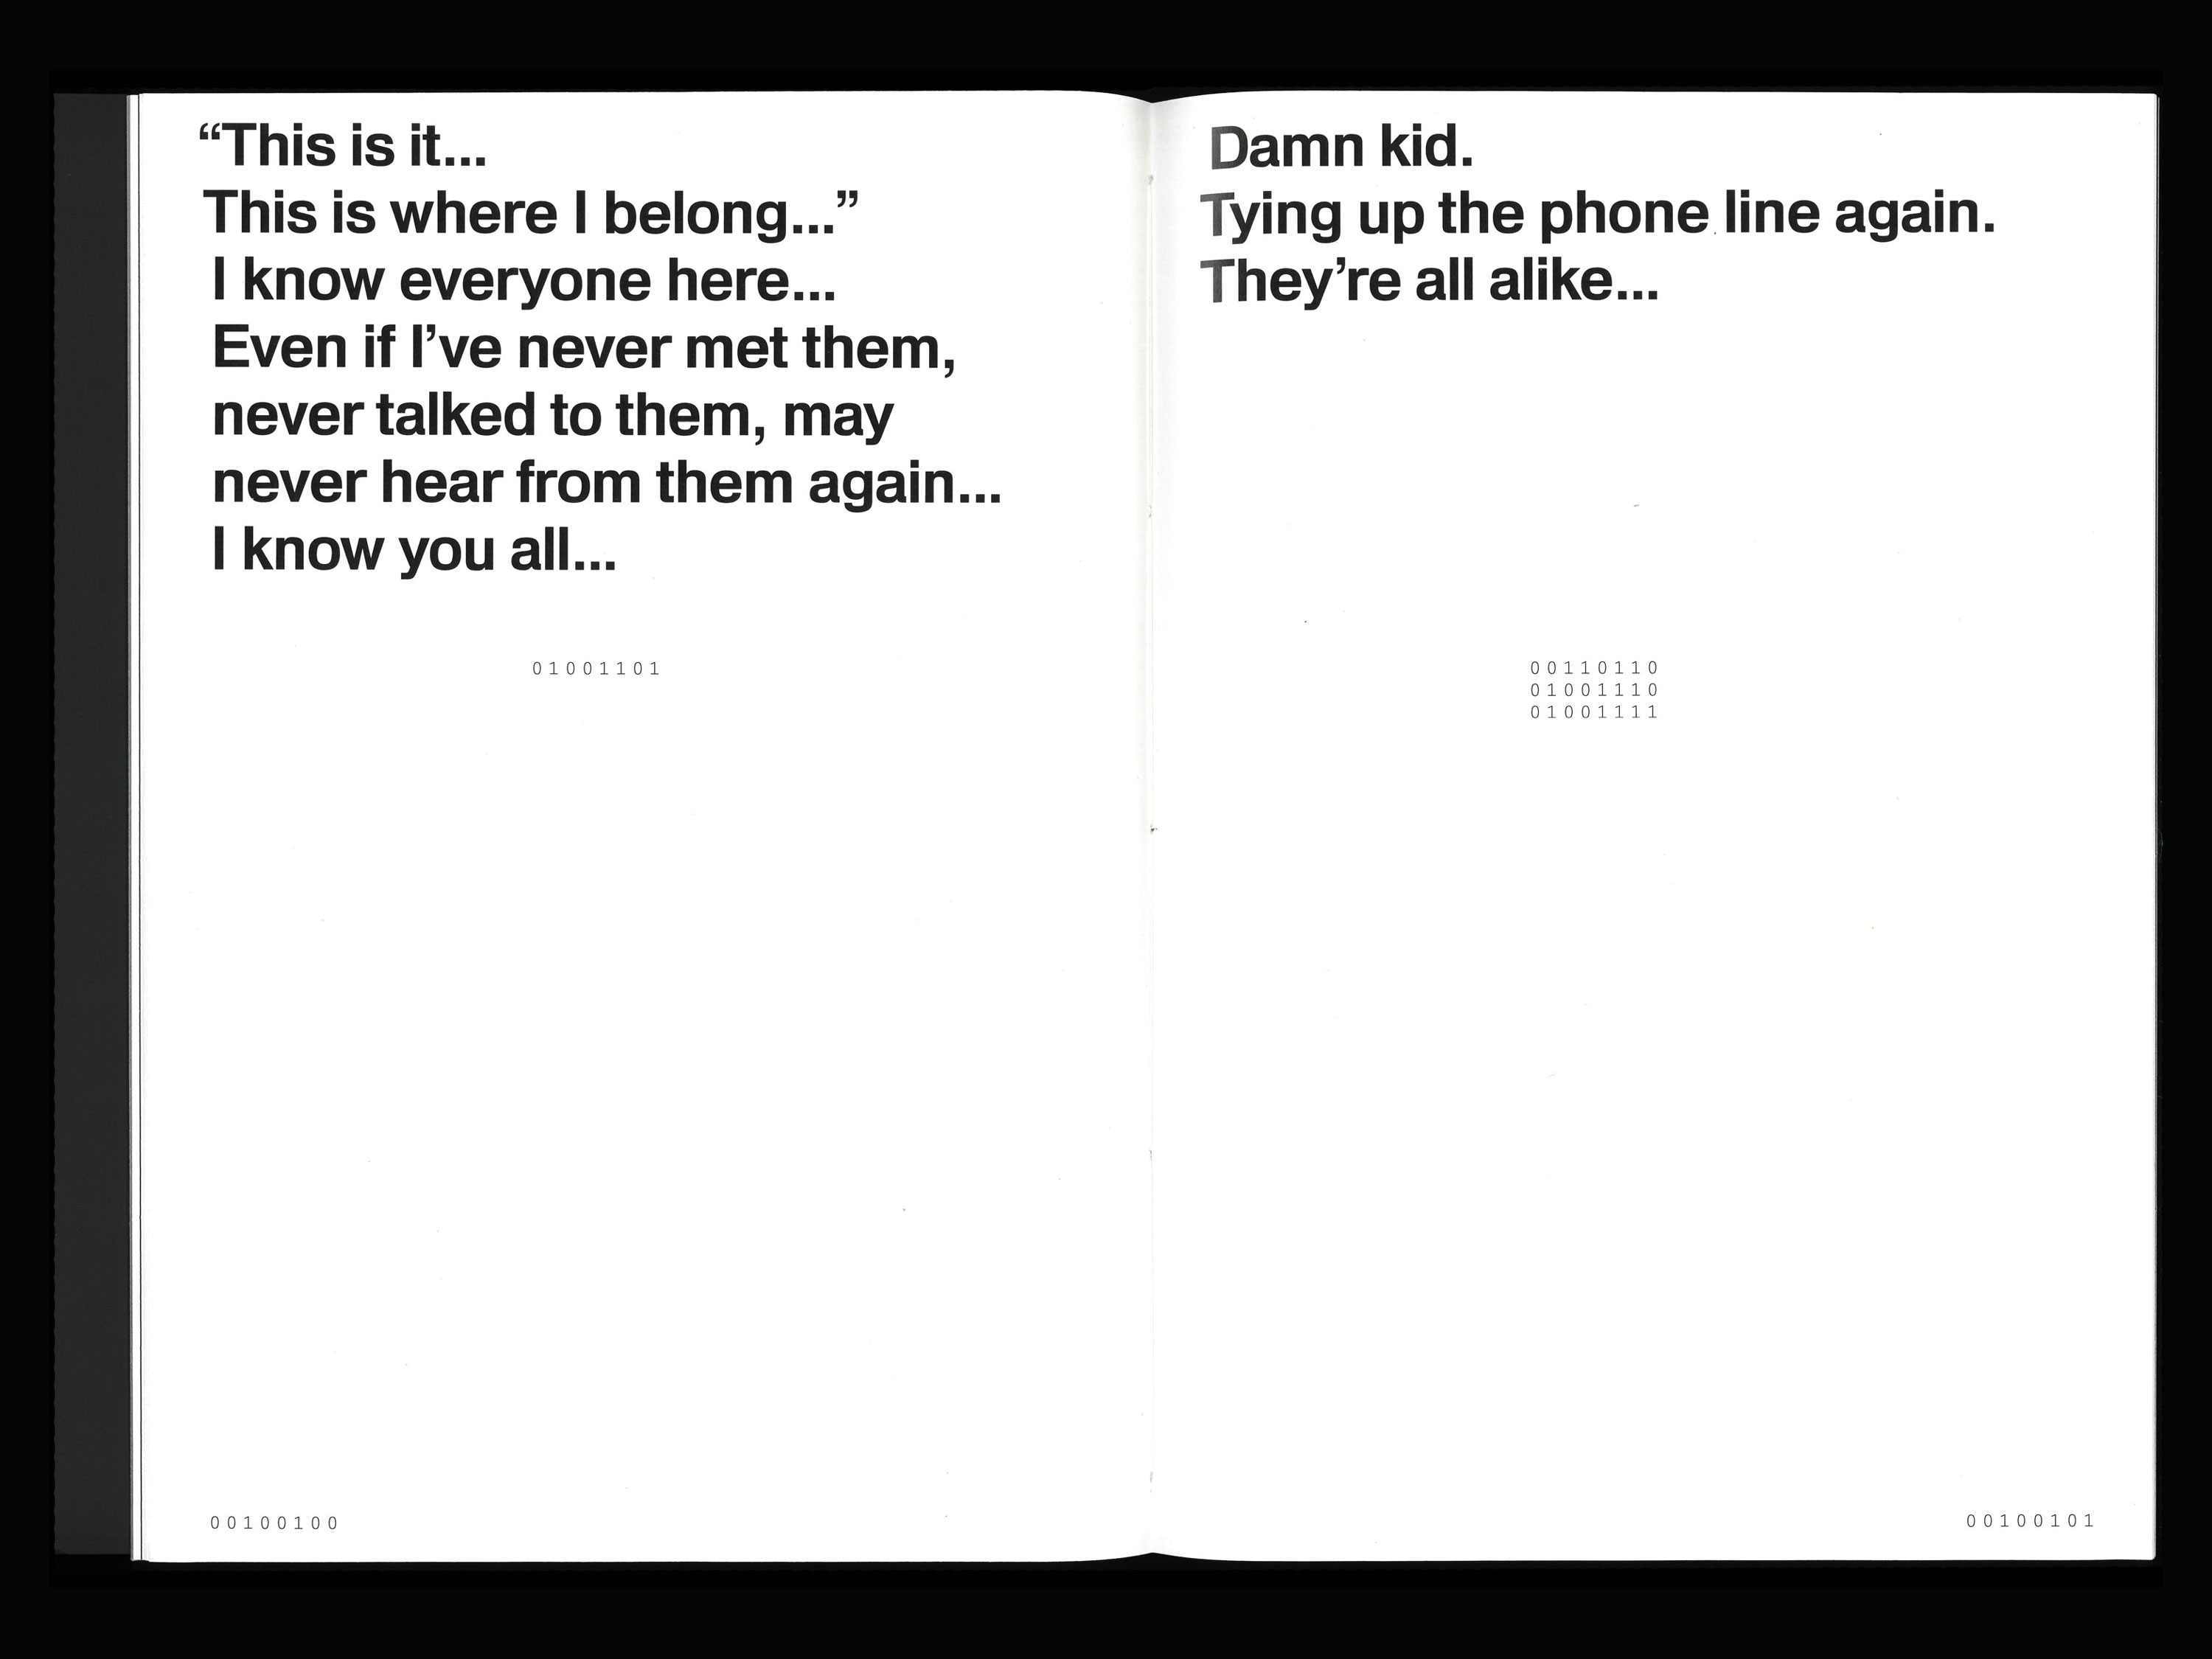 “This is it...
This is where I belong...”
I know everyone here...
Even if I’ve never met them,
never talked to them, may
never hear from them again...
I know you all...
01001101
00100100
Damn kid.
Tying up the phone line again.
They’re all alike...
00110110
01001110
01001111
00100101